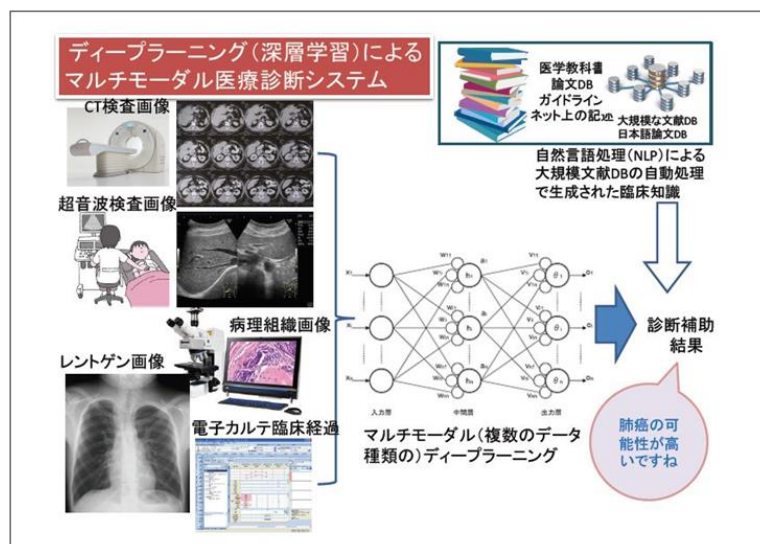 ディープラーニング(深層学習)による
マルチモーダル医療診断システム
CT検査画像
超音波検査画像
病理組織画像
レントゲン画像
電子カルテ臨床経過
医学教科書
論文DB
ガイドライン
ネット上の記述
大規模な文献DB
日本語論文DB
自然言語処理(NLP)による
大規模文献DBの自動処理
で生成された臨床知識
入力層
中間層
出力層
マルチモーダル(複数のデータ
種類の)ディープラーニング
診断補助
結果
肺癌の可
能性が高
いですね